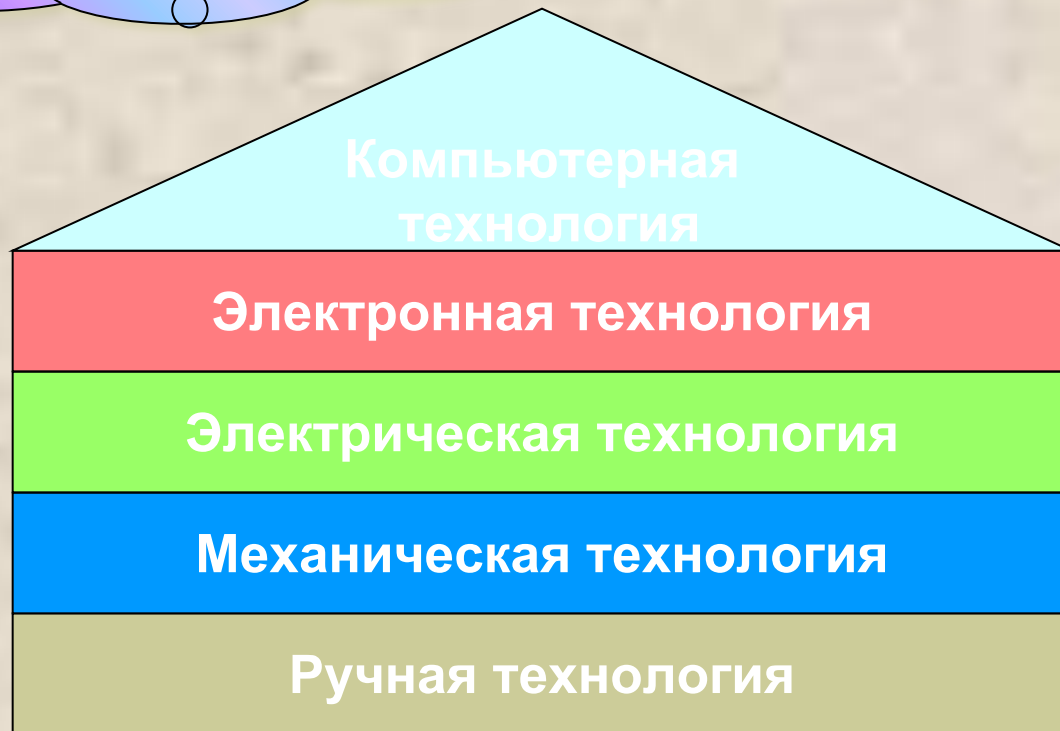 Компьютерная
технология
Электронная технология
Электрическая технология
Механическая технология
Ручная технология